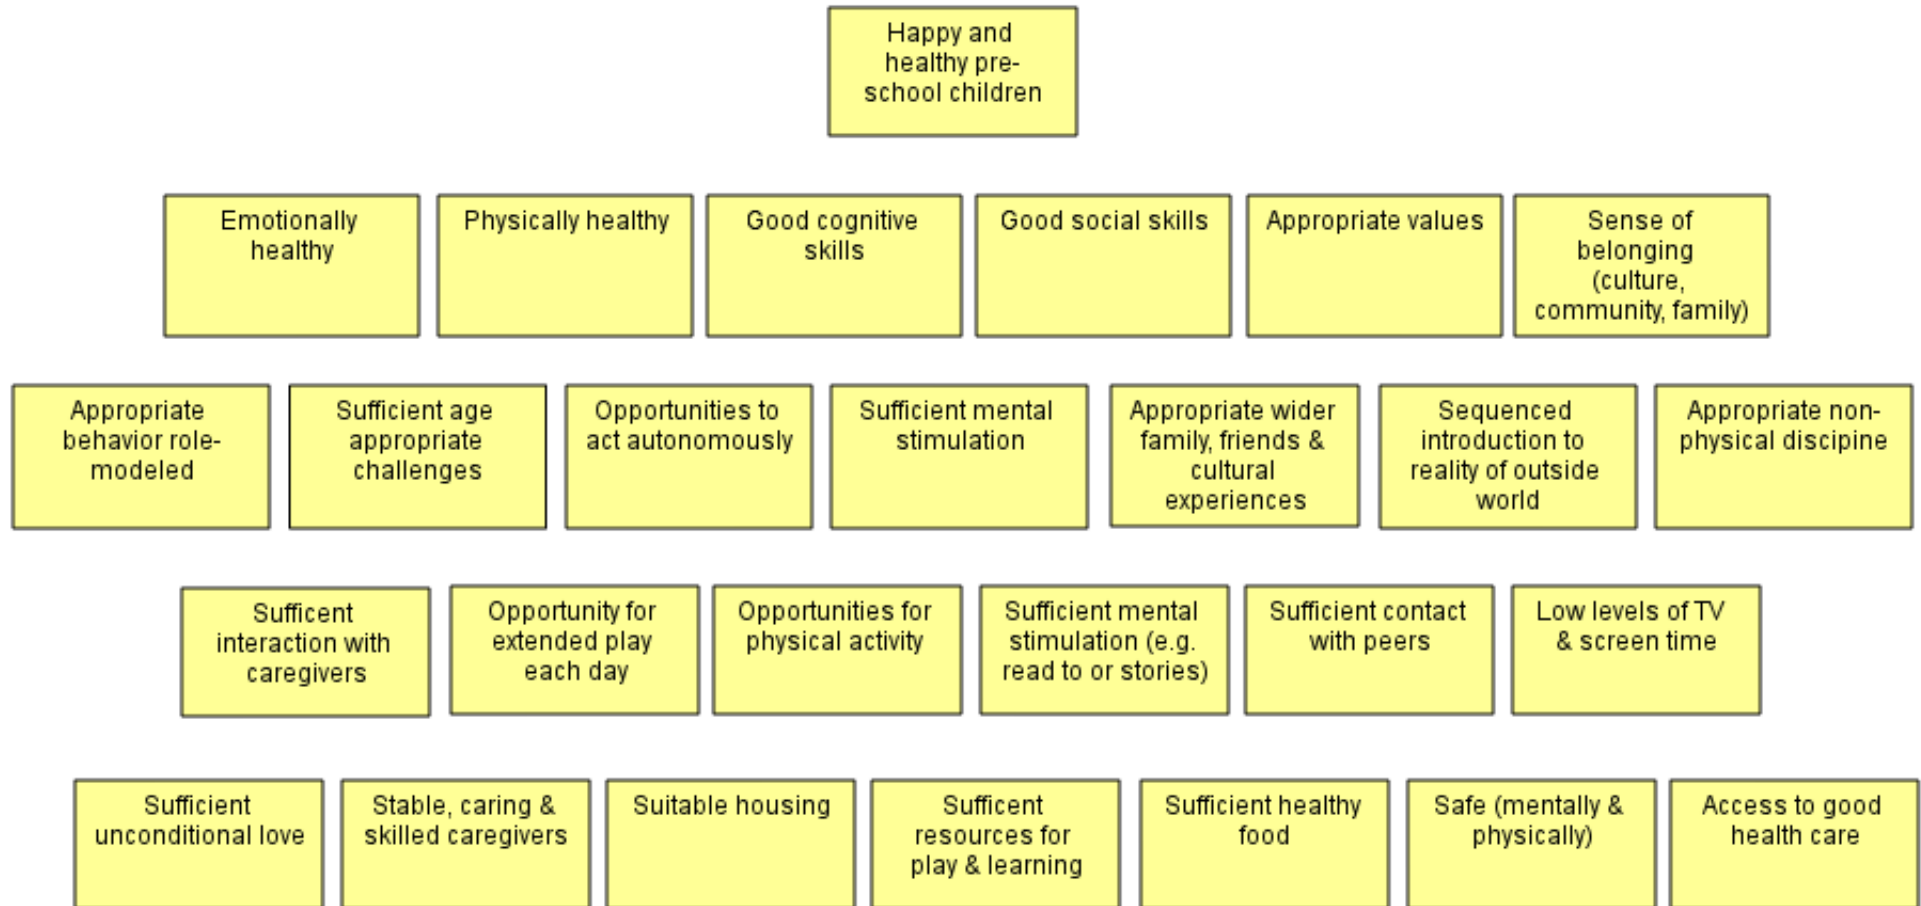 Happy and
healthy pre-
school children
Emotionally
healthy
Physically healthy
Good cognitive
skills
Good social skills
Appropriate values
Sense of
belonging
(culture,
community, family)
Appropriate
behavior role-
modeled
Sufficient age
appropriate
challenges
Opportunities to
act autonomously
Sufficient mental
stimulation
Appropriate wider
family, friends &
cultural
experiences
Sequenced
introduction to
reality of outside
world
Appropriate non-
physical discipine
Sufficent
interaction with
caregivers
Opportunity for
extended play
each day
Opportunities for
physical activity
Sufficient mental
stimulation (e.g.
read to or stories)
Sufficient contact
with peers
Low levels of TV
& screen time
Sufficient
unconditional love
Stable, caring &
skilled caregivers
Suitable housing
Sufficent
resources for
play & learning
Sufficient healthy
food
Safe (mentally &
physically)
Access to good
health care